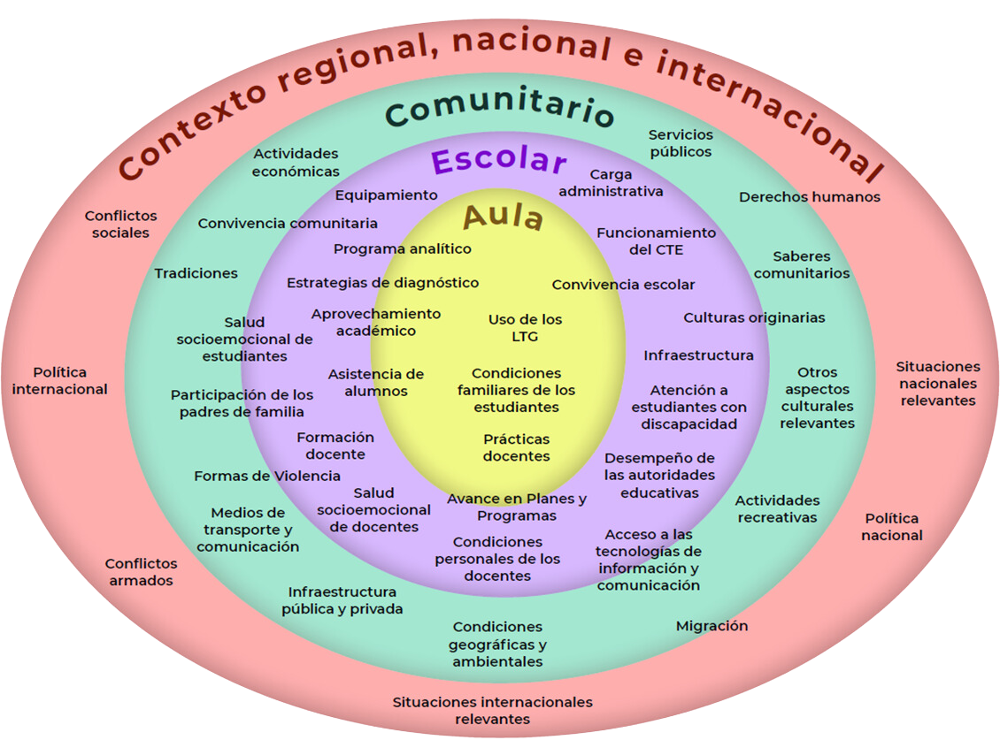 Contexto regional, nacional e internacional
Comunitario
Escolar
Aula
Servicios
públicos
Actividades
económicas
Carga
administrativa
Equipamiento
Derechos humanos
Conflictos
sociales
Convivencia comunitaria
Funcionamiento
del CTE
Programa analítico
Saberes
comunitarios
Tradiciones
Estrategias de diagnóstico
Convivencia escolar
Aprovechamiento
académico
Uso de los
LTG
Culturas originarias
Salud
socioemocional de
estudiantes
Infraestructura
Política
internacional
Asistencia de
alumnos
Condiciones
familiares de los
estudiantes
Atención a
estudiantes con
discapacidad
Otros
aspectos
culturales
relevantes
Situaciones
nacionales
relevantes
Participación de los
padres de familia
Formación
docente
Prácticas
docentes
Desempeño de
las autoridades
educativas
Formas de Violencia
Salud
socioemocional
de docentes
Avance en Planes y
Programas
Actividades
recreativas
Medios de
transporte y
comunicación
Política
nacional
Condiciones
personales de los
docentes
Acceso a las
tecnologías de
información y
comunicación
Conflictos
armados
Infraestructura
pública y privada
Condiciones
geográficas y
ambientales
Migración
Situaciones internacionales
relevantes